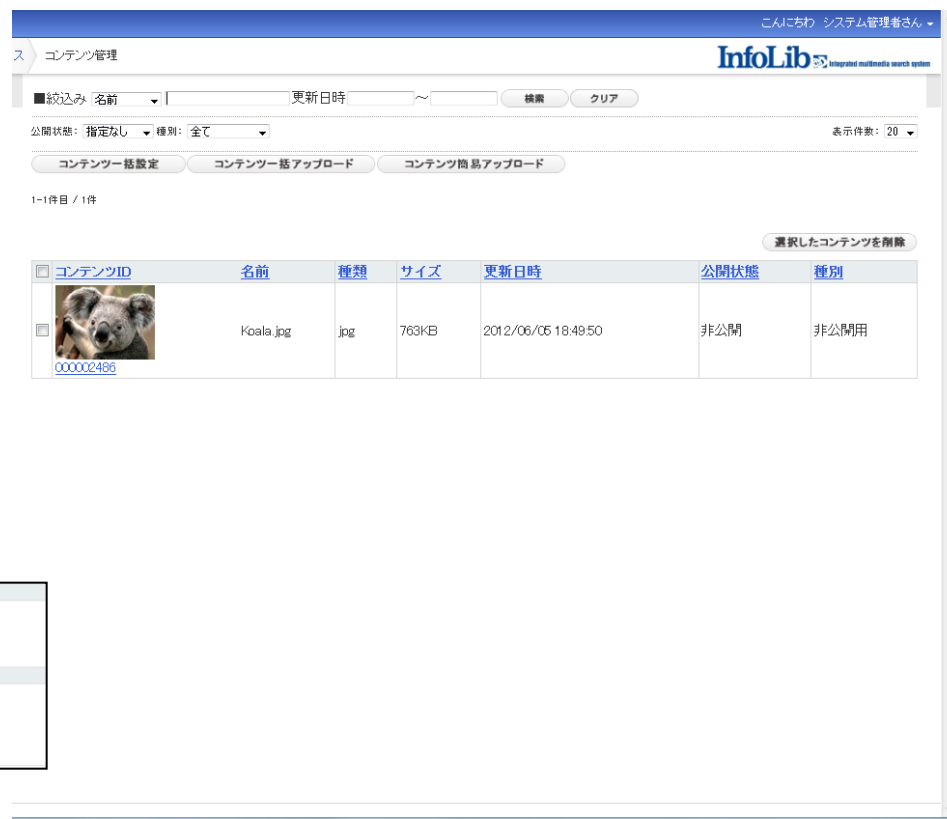 こんにちわ システム管理者さん
ス コンテンツ管理
InfoLib Integrated multimedia search system
■絞込み 名前 更新日時 ～ 検索 クリア
公開状態: 指定なし 種別: 全て 表示件数: 20
コンテンツ一括設定 コンテンツ一括アップロード コンテンツ簡易アップロード
1-1件目 / 1件
選択したコンテンツを削除
コンテンツID 名前 種類 サイズ 更新日時 公開状態 種別
Koala.jpg jpg 763KB 2012/06/05 18:49:50 非公開 非公開用
000002486